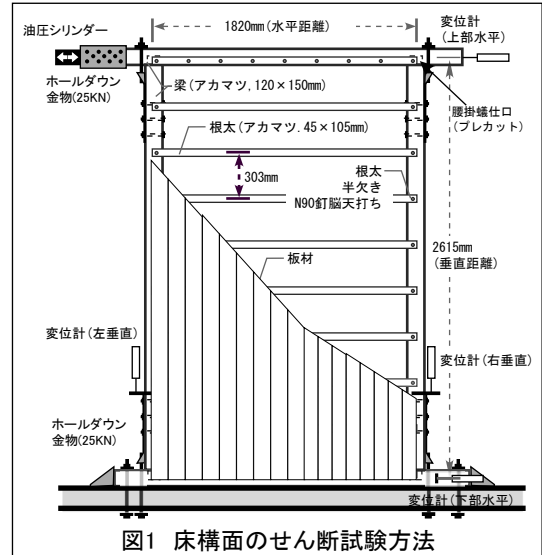 油圧シリンダー
1820mm(水平距離)
変位計
(上部水平)
ホールダウン
金物(25KN)
梁(アカマツ,120×150mm)
腰掛蟻仕口
(プレカット)
根太(アカマツ.45×105mm)
303mm
根太
半欠き
N90釘脳天打ち
2615mm
(垂直距離)
板材
変位計(左垂直)
変位計(右垂直)
ホールダウン
金物(25KN)
変位計(下部水平)
図1 床構面のせん断試験方法